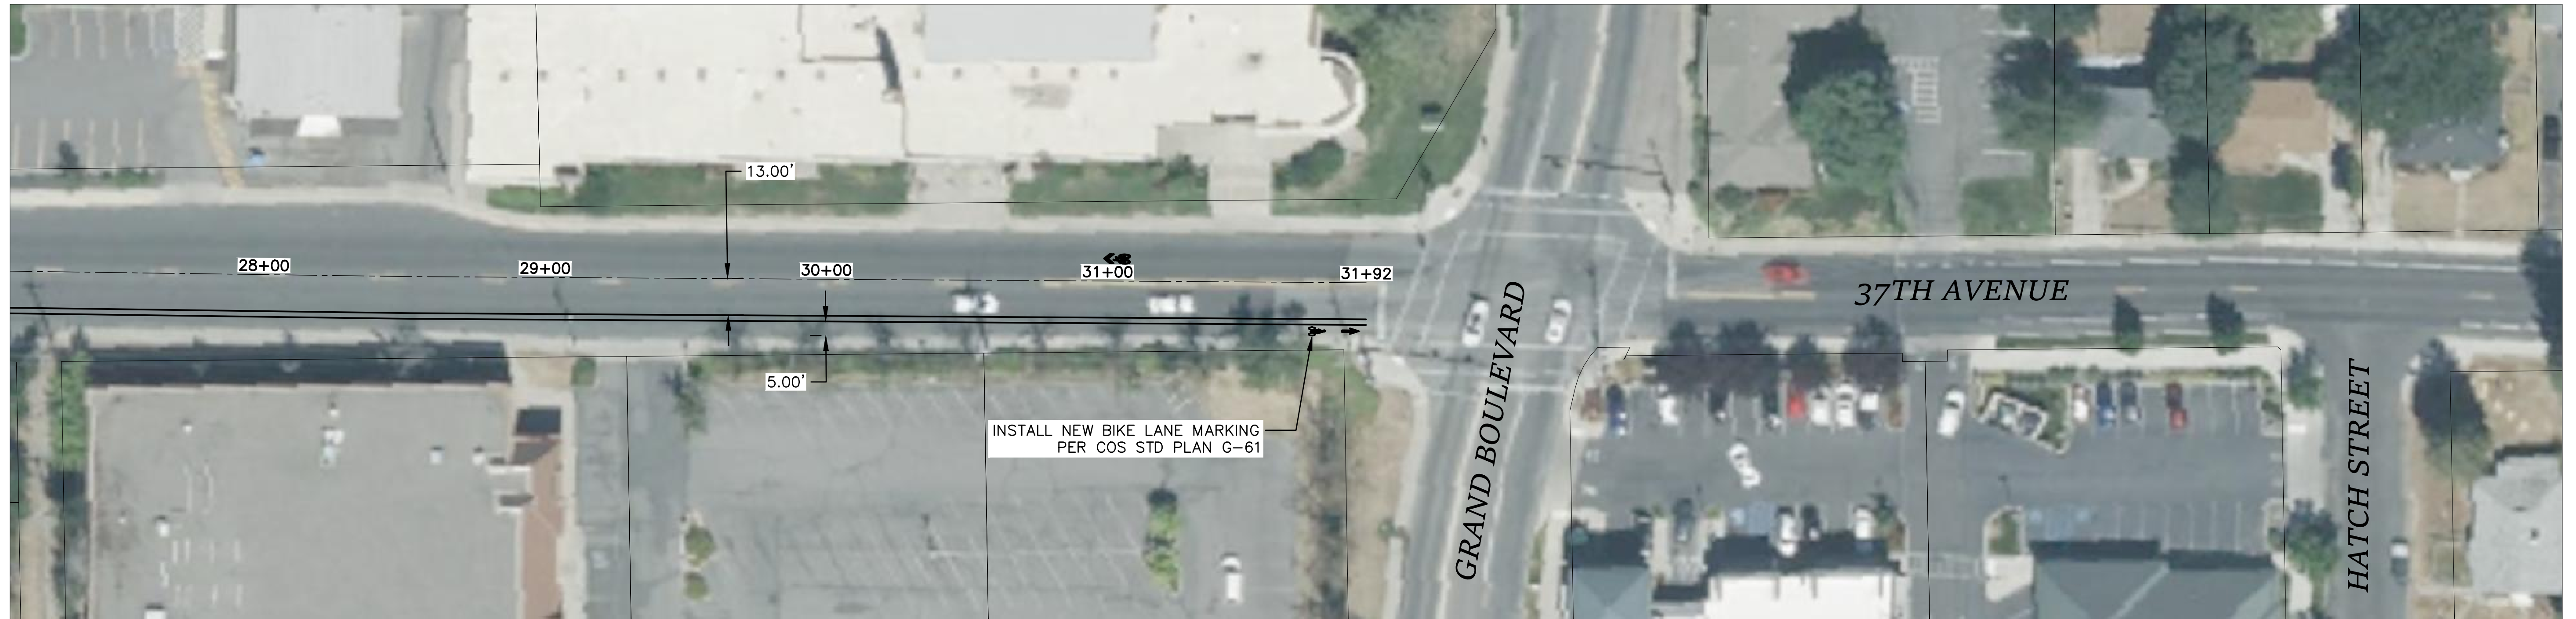 13.00'
28+00
29+00
30+00
31+00
31+92
37TH AVENUE
5.00'
INSTALL NEW BIKE LANE MARKING
PER COS STD PLAN G-61
GRAND BOULEVARD
HATCH STREET